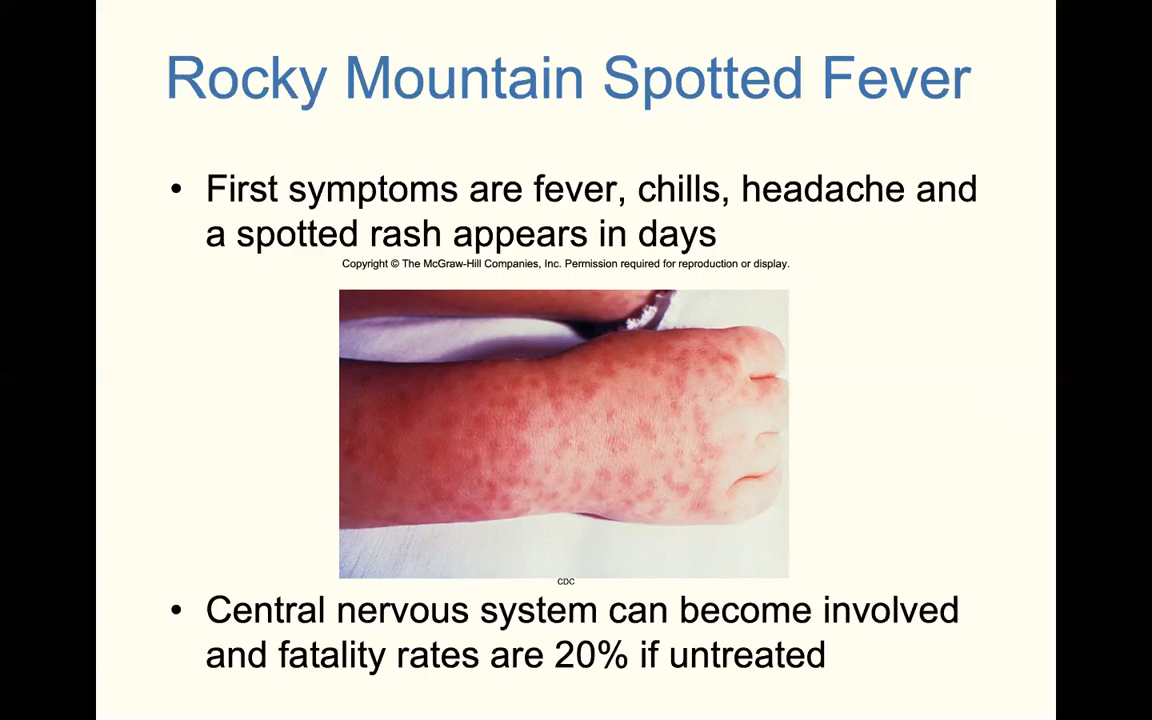 Rocky Mountain Spotted Fever
• First symptoms are fever, chills, headache and
a spotted rash appears in days
Copyright © The McGraw-Hill Companies, Inc. Permission required for reproduction or display.
CDC
• Central nervous system can become involved
and fatality rates are 20% if untreated